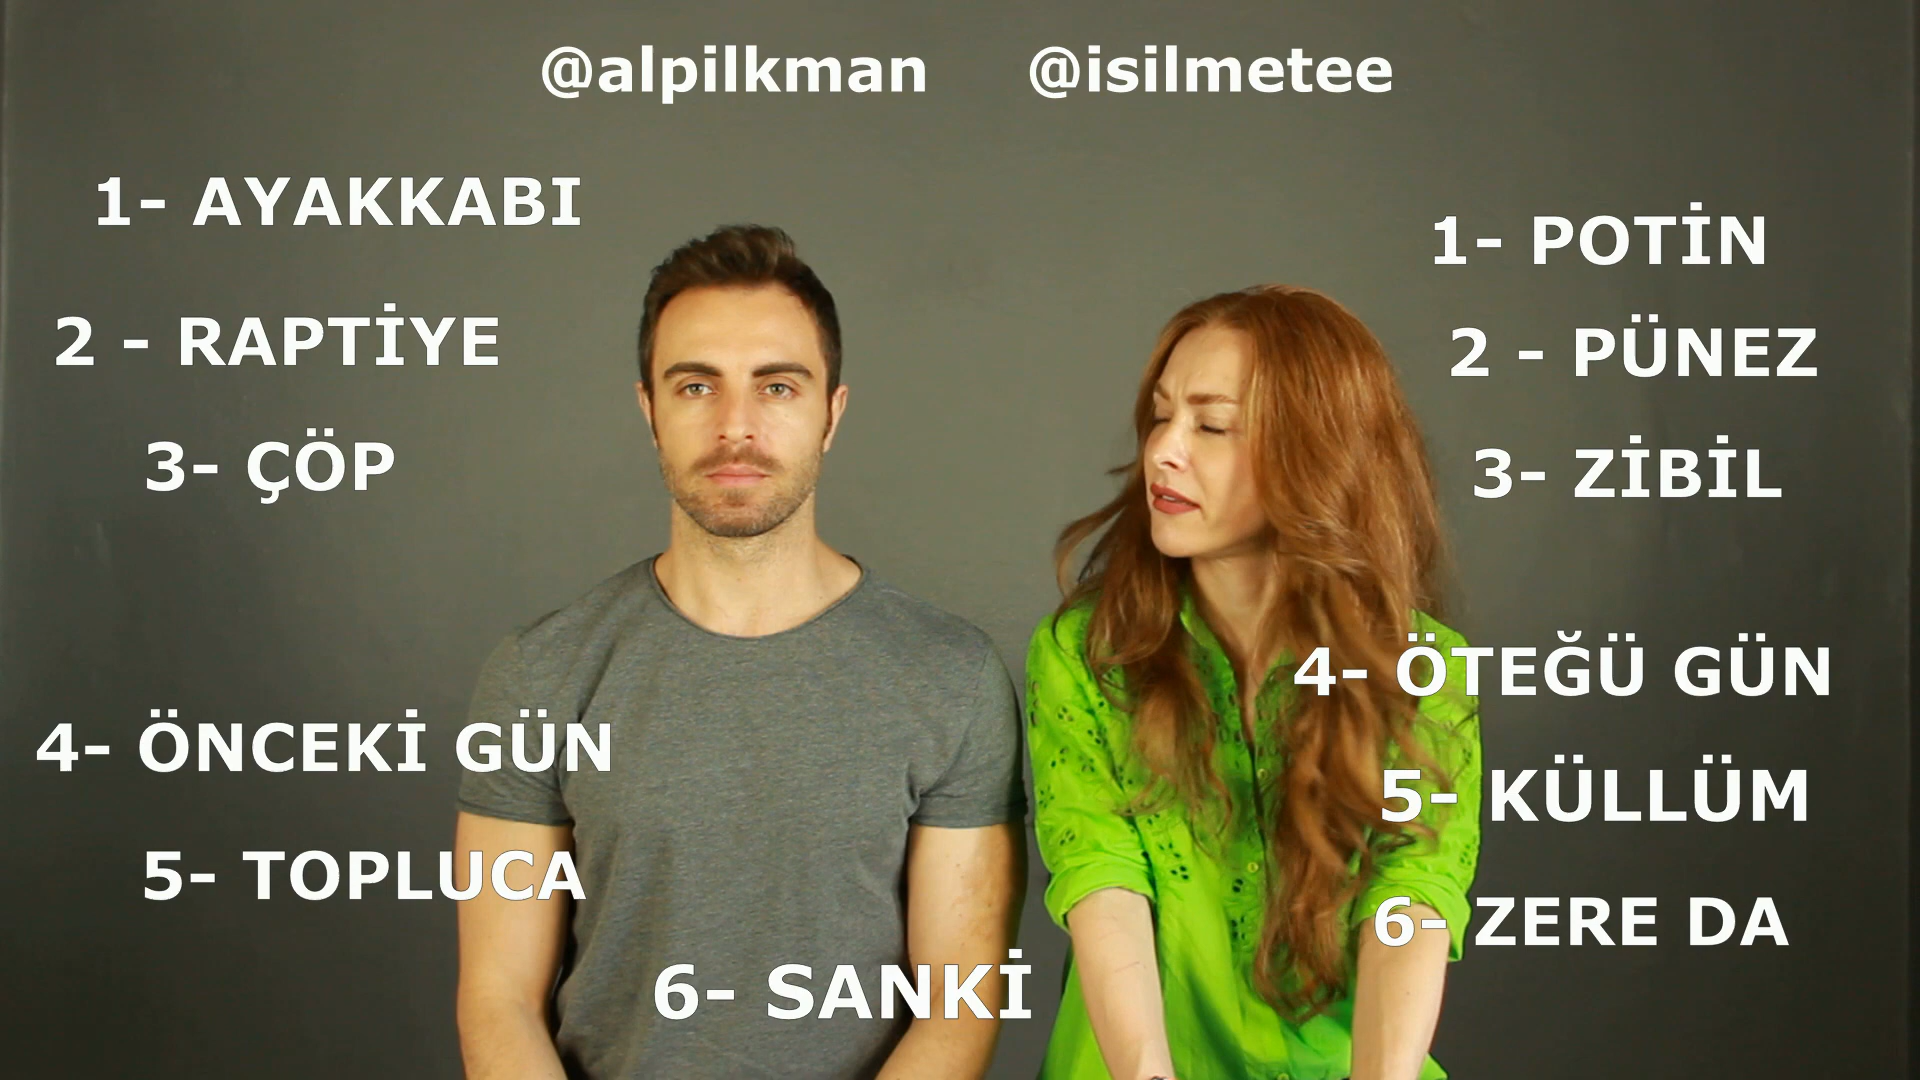 @alpilkman @isilmetee
1- AYAKKABI
2 - RAPTİYE
3- ÇÖP
4- ÖNCEKİ GÜN
5- TOPLUCA
6- SANKİ
1- POTİN
2 - PÜNEZ
3- ZİBİL
4- ÖTEĞÜ GÜN
5- KÜLLÜM
6- ZERE DA